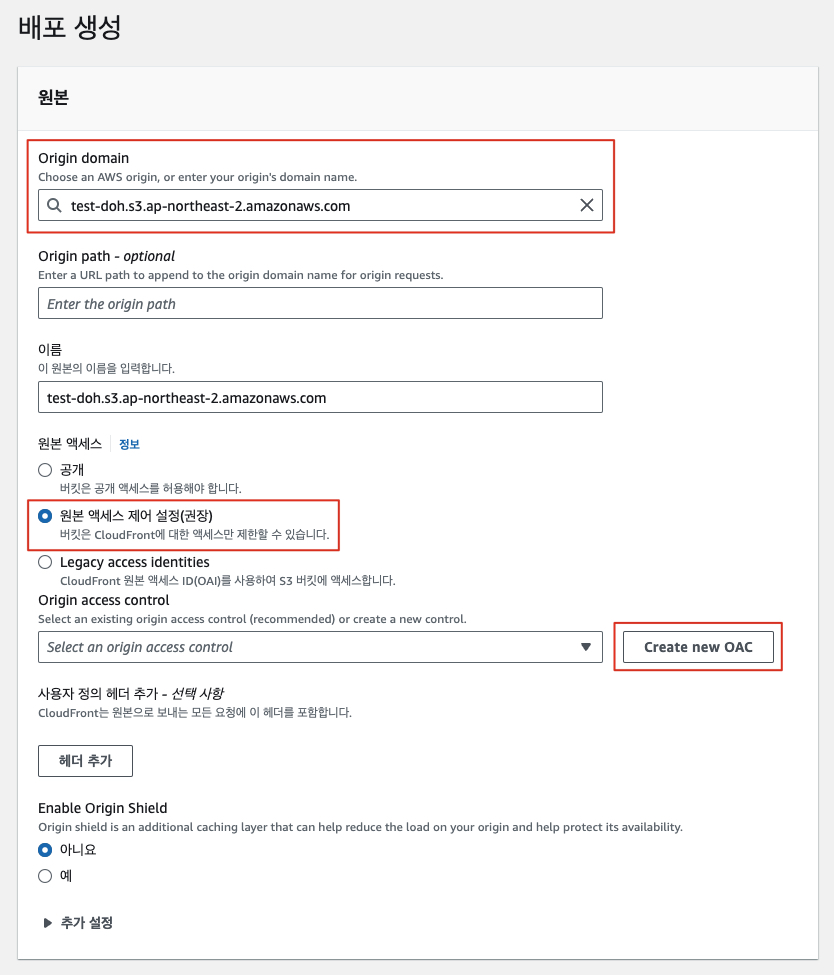 배포 생성
원본
Origin domain
Choose an AWS origin, or enter your origin's domain name.
test-doh.s3.ap-northeast-2.amazonaws.com
Origin path - optional
Enter a URL path to append to the origin domain name for origin requests.
Enter the origin path
이름
이 원본의 이름을 입력합니다.
test-doh.s3.ap-northeast-2.amazonaws.com
원본 액세스 정보
공개
버킷은 공개 액세스를 허용해야 합니다.
원본 액세스 제어 설정(권장)
버킷은 CloudFront에 대한 액세스만 제한할 수 있습니다.
Legacy access identities
CloudFront 원본 액세스 ID(OAI)를 사용하여 S3 버킷에 액세스합니다.
Origin access control
Select an existing origin access control (recommended) or create a new control.
Select an origin access control
Create new OAC
사용자 정의 헤더 추가 - 선택 사항
CloudFront는 원본으로 보내는 모든 요청에 이 헤더를 포함합니다.
헤더 추가
Enable Origin Shield
Origin shield is an additional caching layer that can help reduce the load on your origin and help protect its availability.
아니요
예
추가 설정